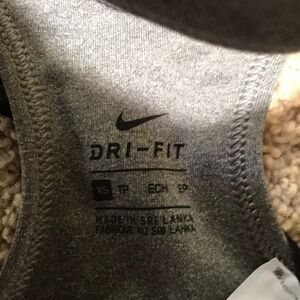 DRI-FIT
XS TP ECH EP
MADE IN SRI LANKA
FABRIQUÉ AU SRI LANKA